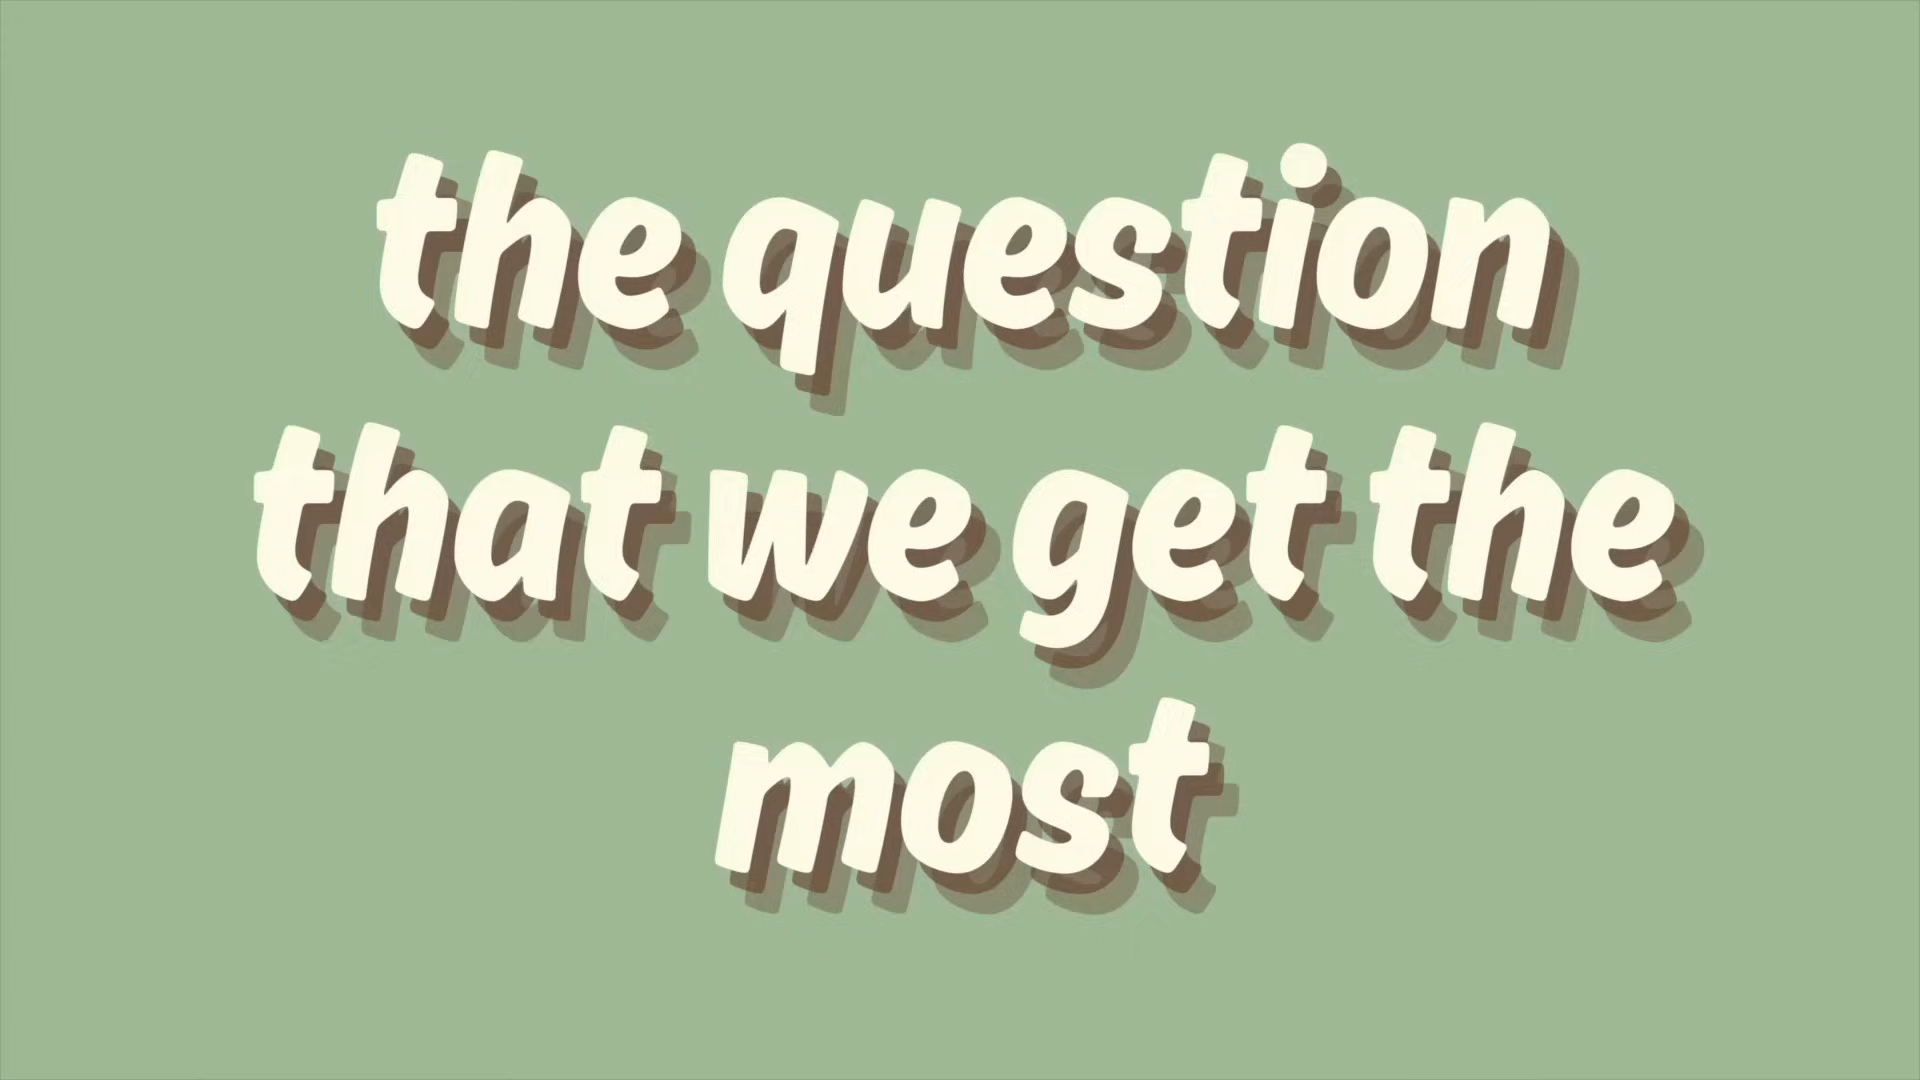 the question
that we get the
most